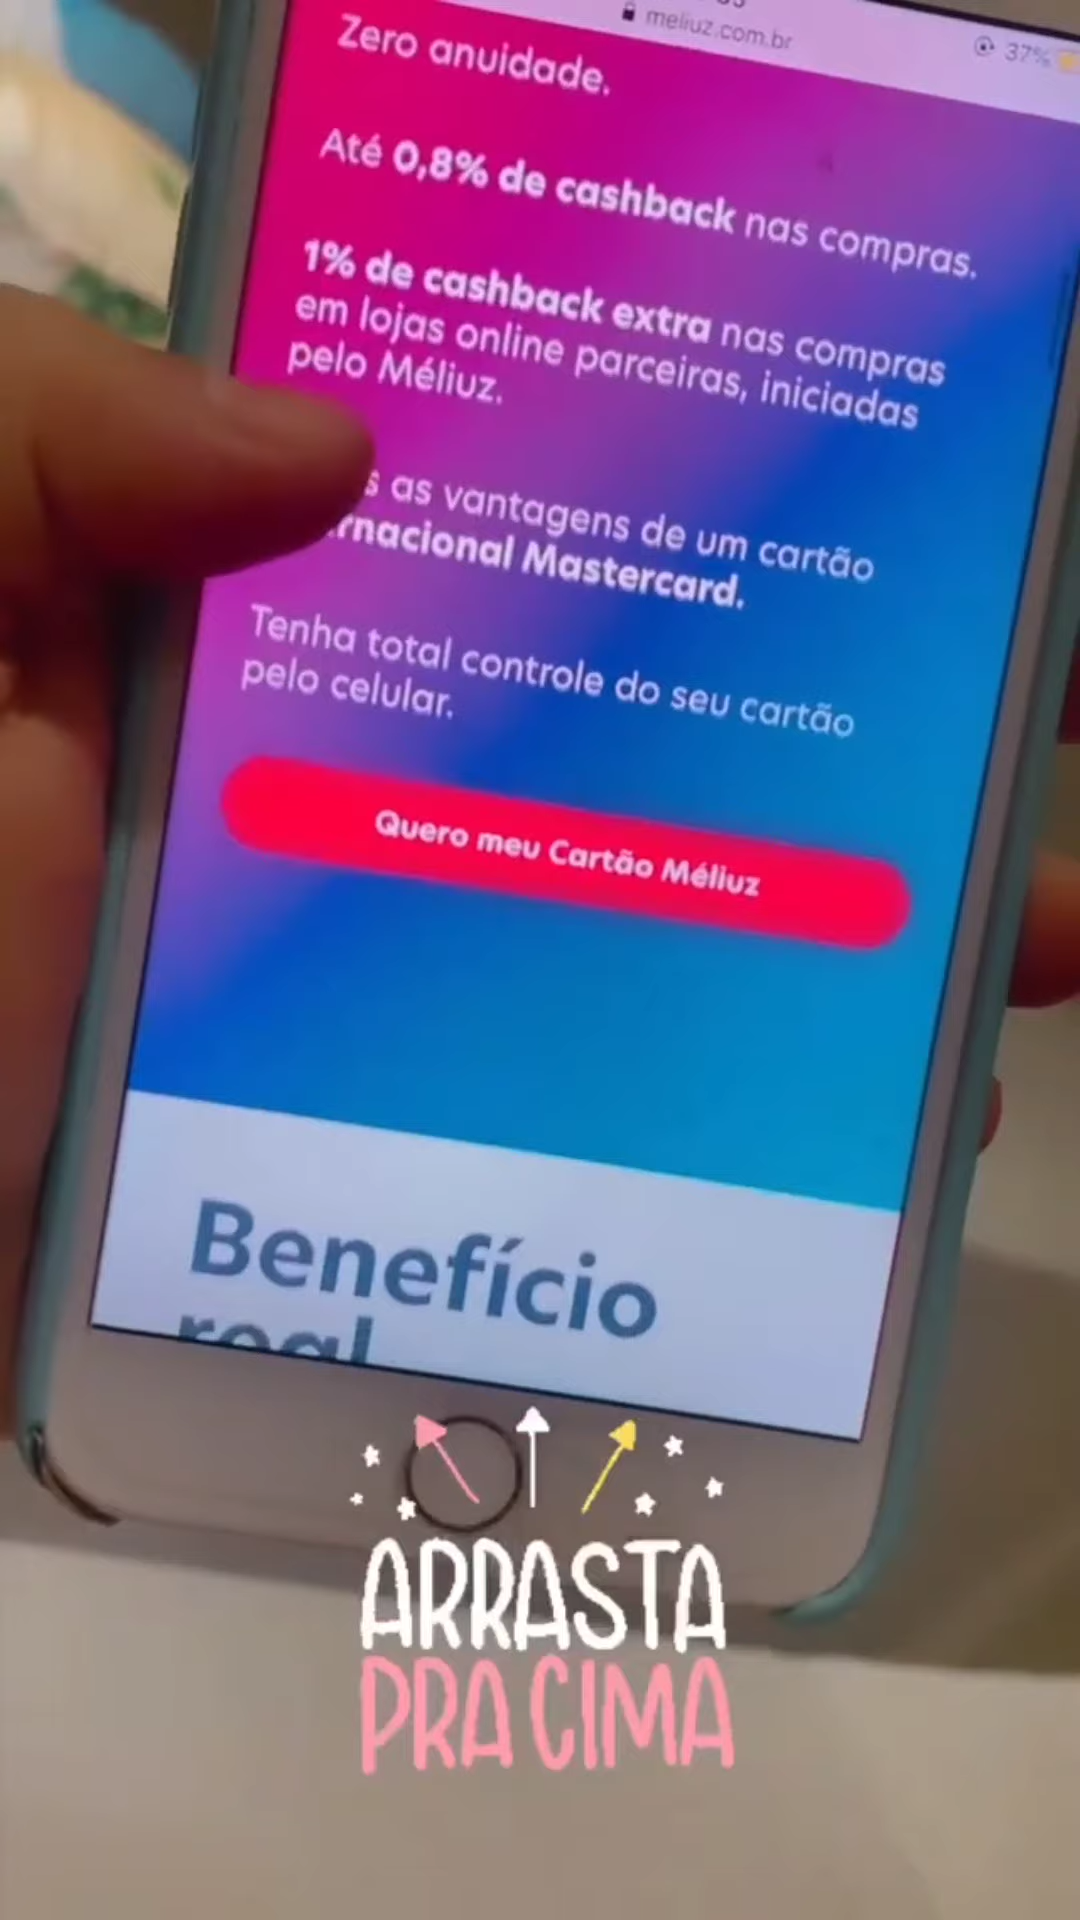 meliuz.com.br
37%
Zero anuidade.
Até 0,8% de cashback nas compras.
1% de cashback extra nas compras
em lojas online parceiras, iniciadas
pelo Méliuz.
as vantagens de um cartão
Mastercard.
Tenha total controle do seu cartão
pelo celular.
Quero meu Cartão Méliuz
Benefício
real
ARRASTA
PRA CIMA